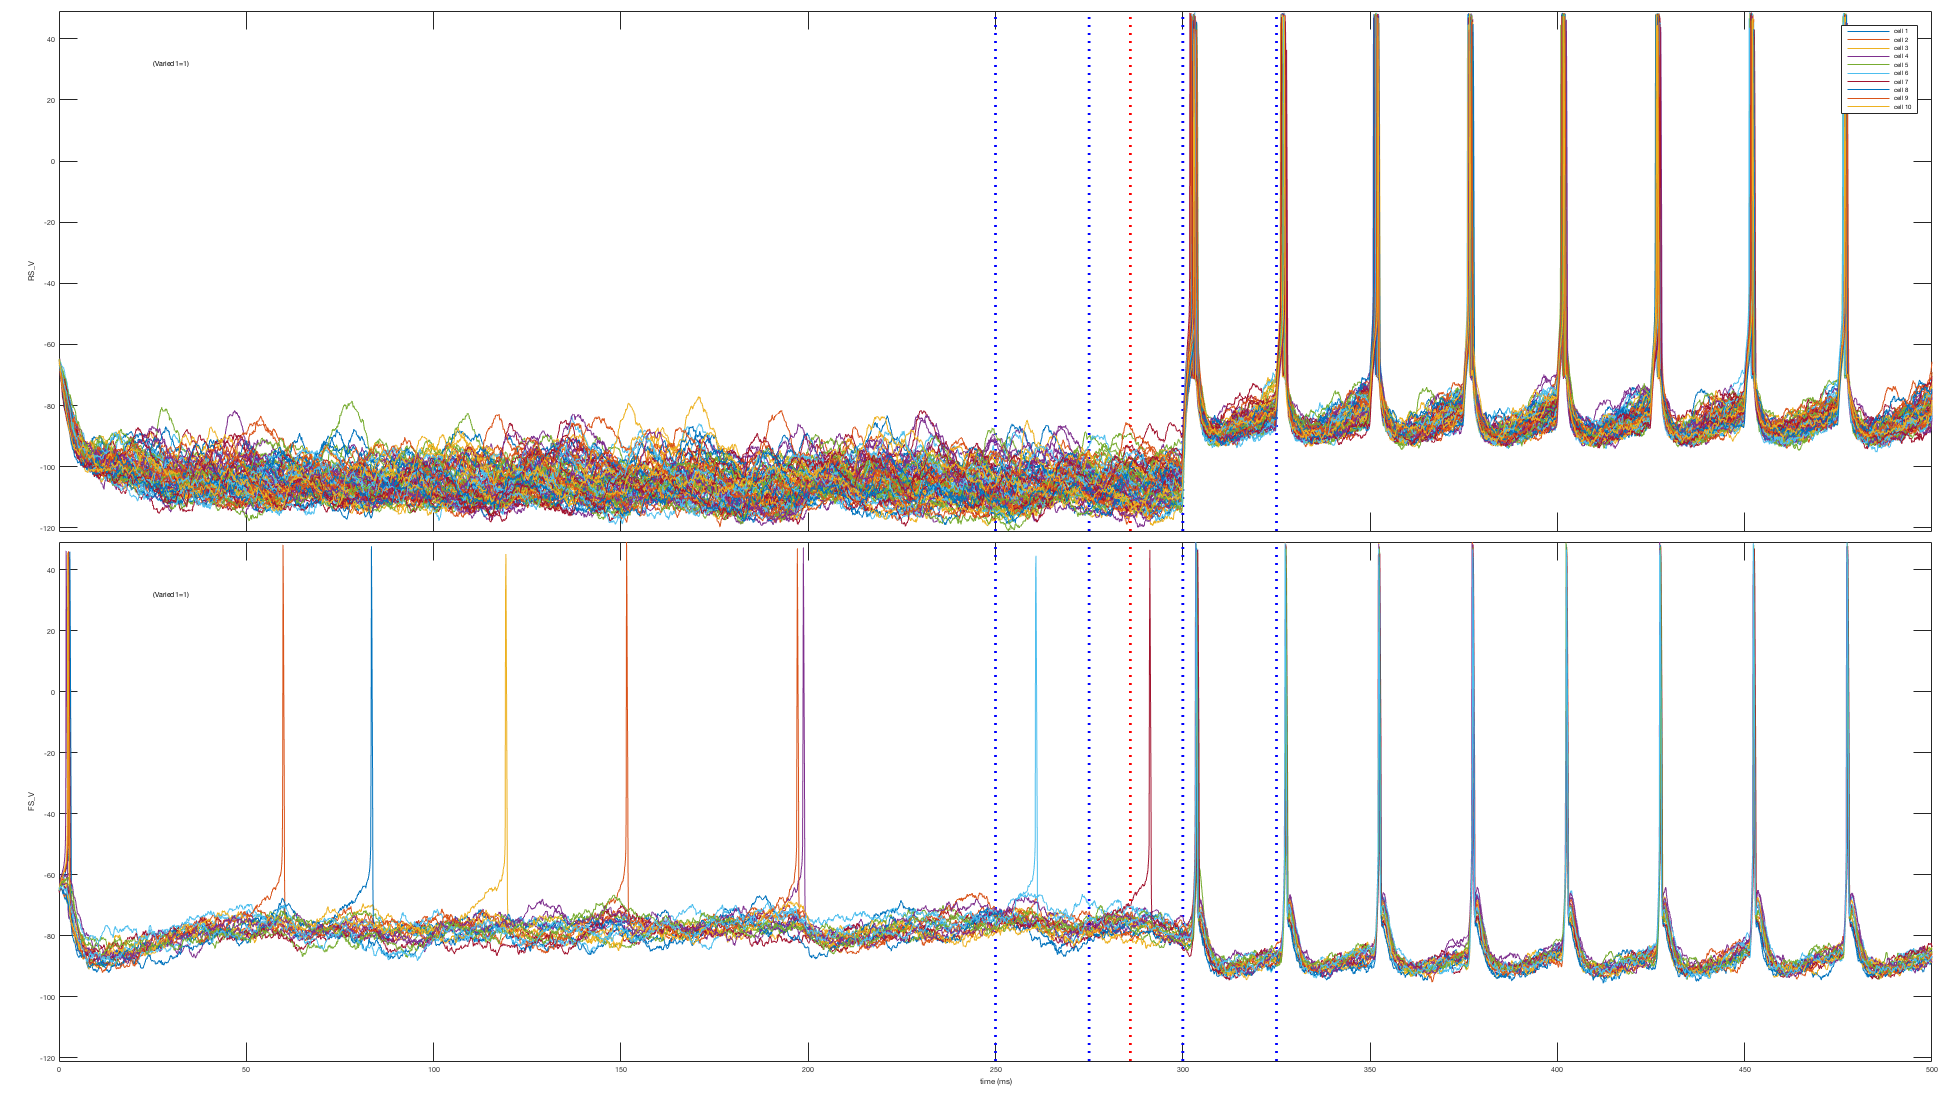 40
20
0
-20
-40
-60
-80
-100
-120
RS_V
(Varied1=1)
cell 1
cell 2
cell 3
cell 4
cell 5
cell 6
cell 7
cell 8
cell 9
cell 10
40
20
0
-20
-40
-60
-80
-100
-120
FS_V
(Varied1=1)
0 50 100 150 200 250 300 350 400 450 500
time (ms)